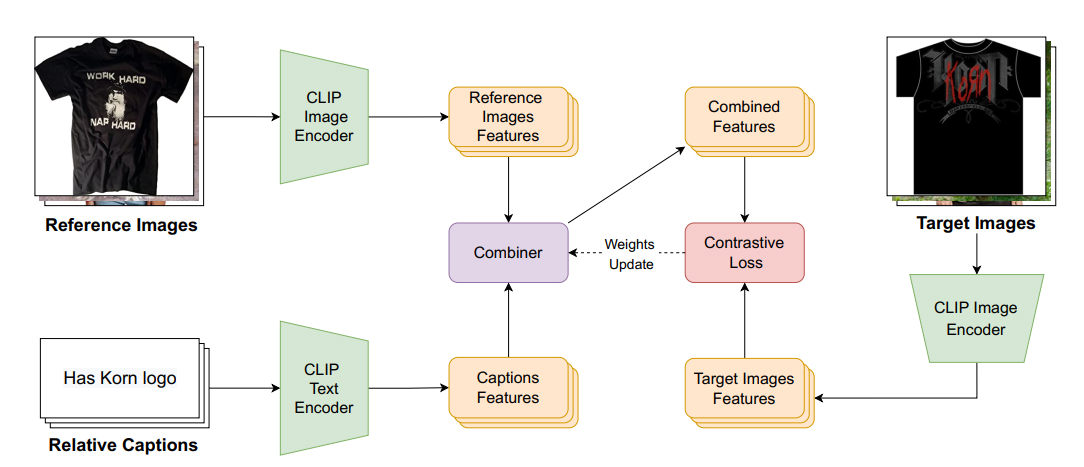 WORK HARD
NAP HARD
Reference Images
CLIP
Image
Encoder
Reference
Images
Features
Combined
Features
Korn
Target Images
Combiner
Weights
Update
Contrastive
Loss
CLIP Image
Encoder
Has Korn logo
Relative Captions
CLIP
Text
Encoder
Captions
Features
Target Images
Features